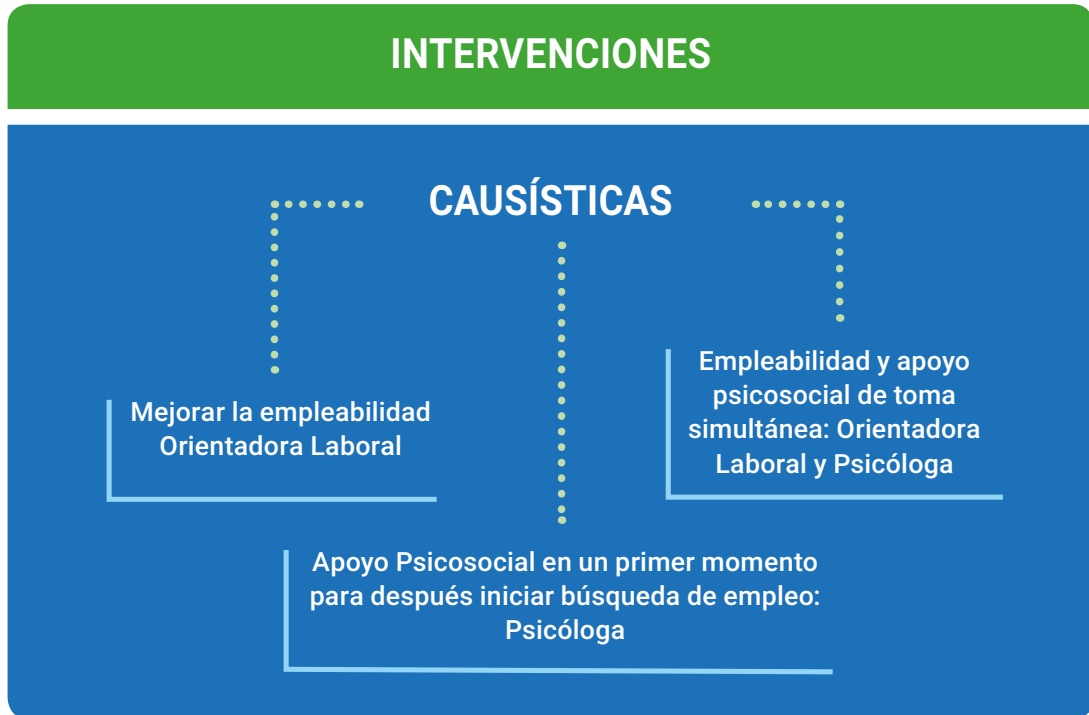 INTERVENCIONES
CAUSÍSTICAS
Mejorar la empleabilidad
Orientadora Laboral
Apoyo Psicosocial en un primer momento
para después iniciar búsqueda de empleo:
Psicóloga
Empleabilidad y apoyo
psicosocial de toma
simultánea: Orientadora
Laboral y Psicóloga